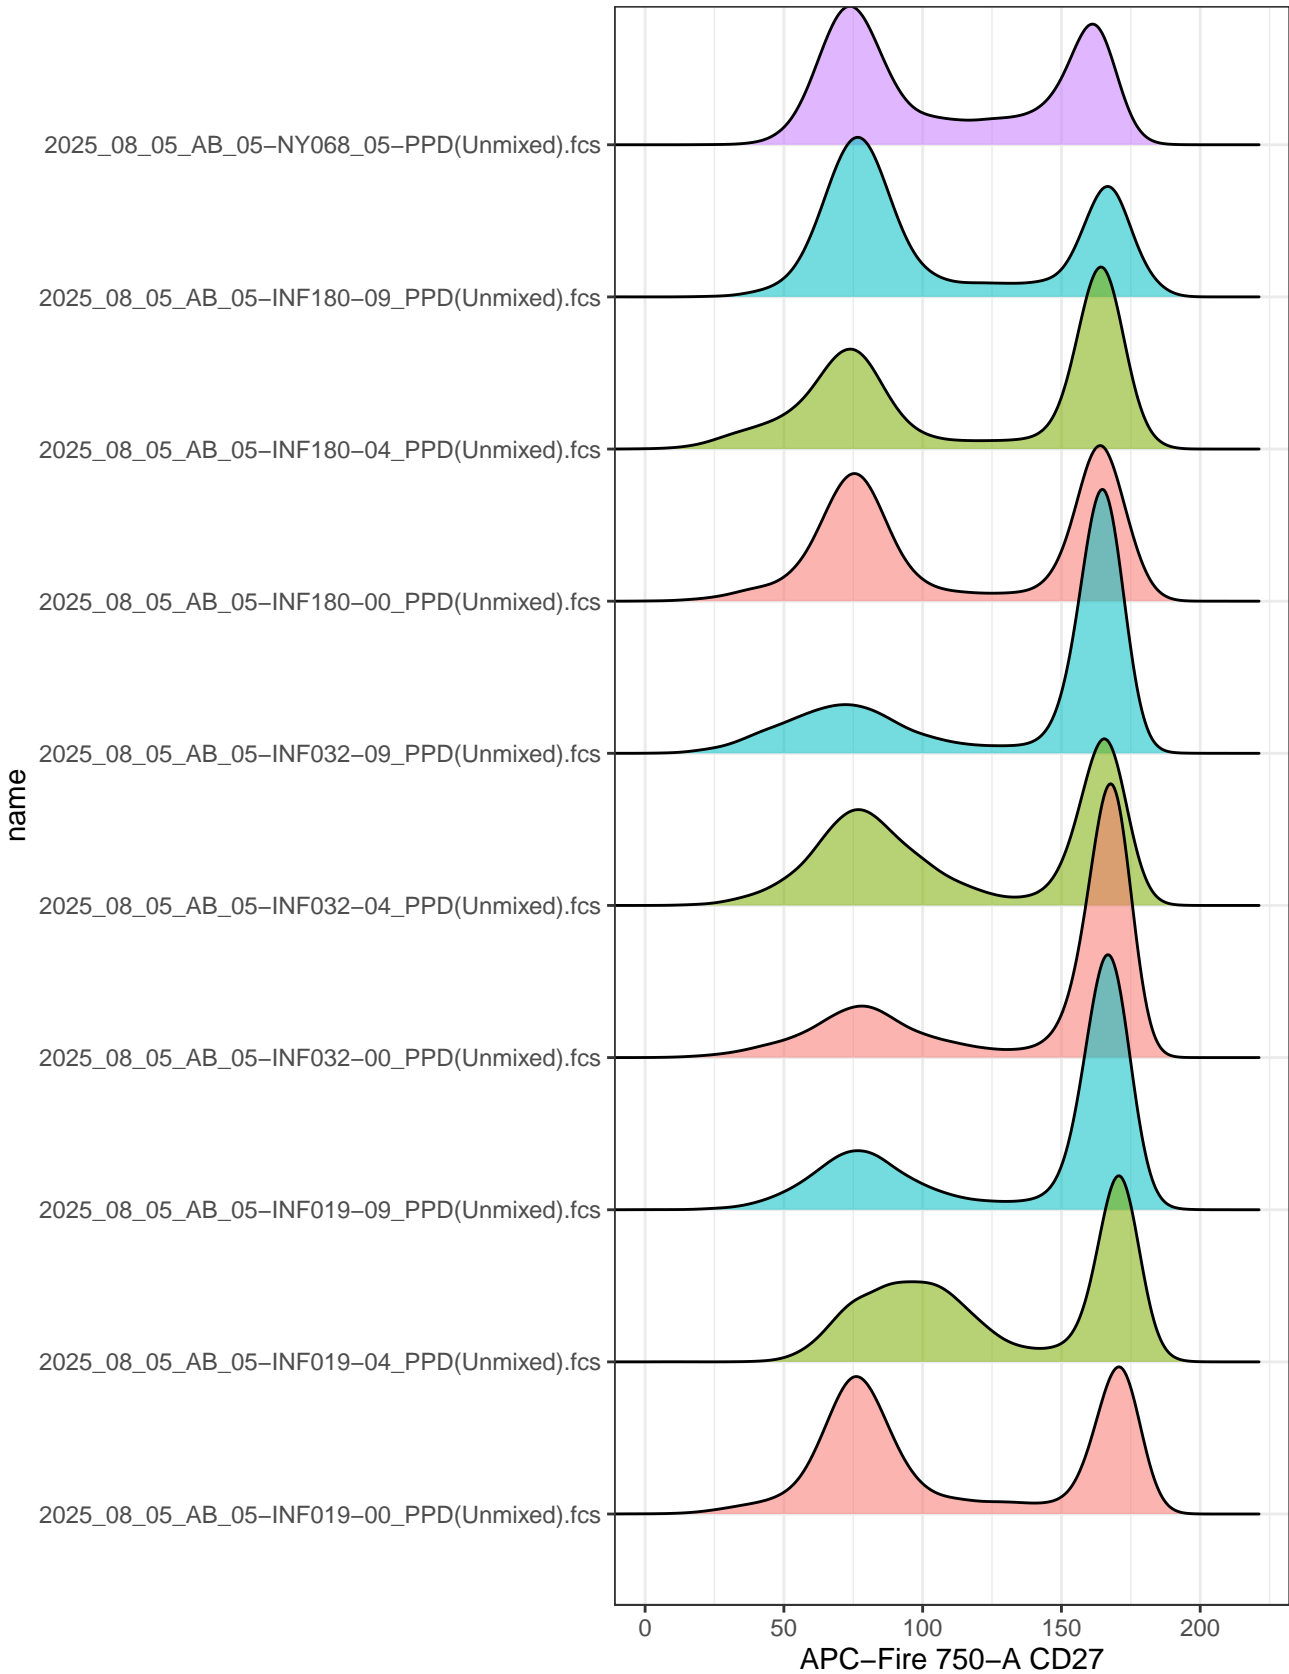 2025_08_05_AB_05−NY068_05−PPD(Unmixed).fcs
2025_08_05_AB_05−INF180−09_PPD(Unmixed).fcs
2025_08_05_AB_05−INF180−04_PPD(Unmixed).fcs
2025_08_05_AB_05−INF180−00_PPD(Unmixed).fcs
2025_08_05_AB_05−INF032−09_PPD(Unmixed).fcs
name
2025_08_05_AB_05−INF032−04_PPD(Unmixed).fcs
2025_08_05_AB_05−INF032−00_PPD(Unmixed).fcs
2025_08_05_AB_05−INF019−09_PPD(Unmixed).fcs
2025_08_05_AB_05−INF019−04_PPD(Unmixed).fcs
2025_08_05_AB_05−INF019−00_PPD(Unmixed).fcs
0 50 100 150 200
APC−Fire 750−A CD27